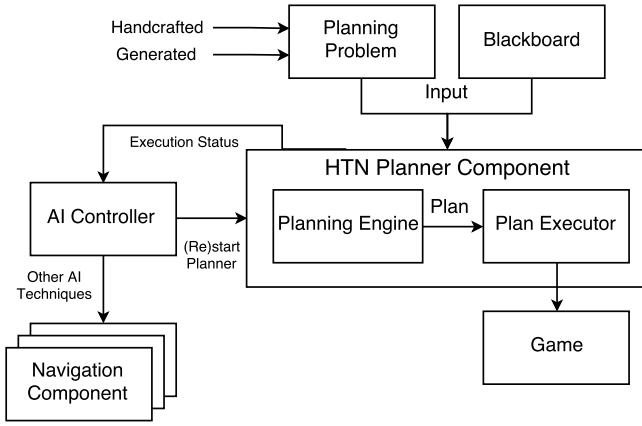 Handcrafted
Generated
Planning
Problem
Blackboard
Input
Execution Status
HTN Planner Component
AI Controller
(Re)start
Planner
Planning Engine
Plan
Plan Executor
Other AI
Techniques
Navigation
Component
Game